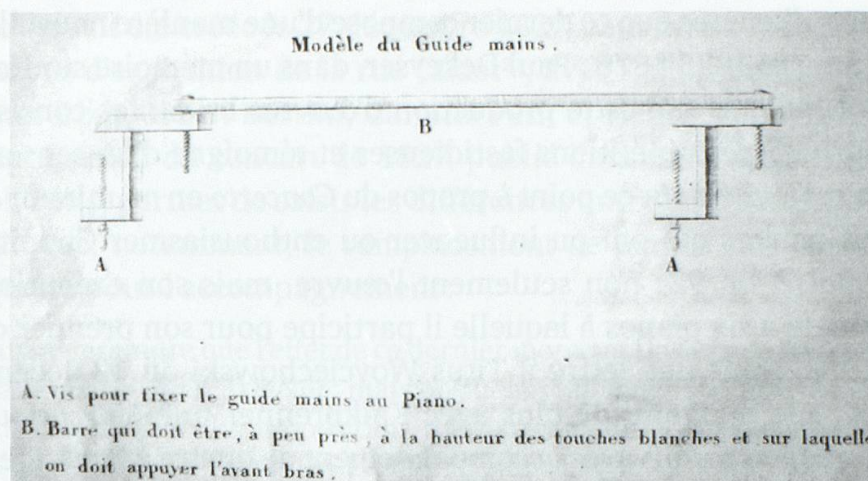 Modèle du Guide mains.
B
A
A
A. Vis pour fixer le guide mains au Piano.
B. Barre qui doit être, à peu près, à la hauteur des touches blanches et sur laquelle
on doit appuyer l'avant bras.